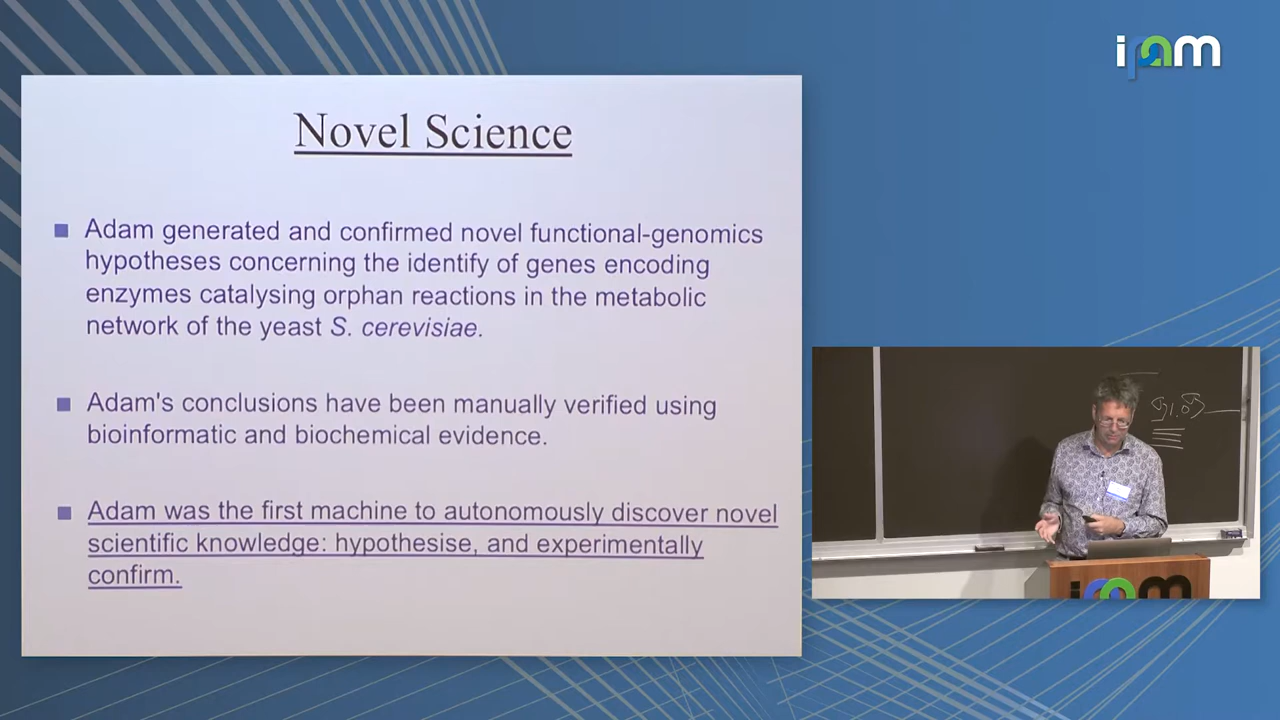 ipam
Novel Science
Adam generated and confirmed novel functional-genomics
hypotheses concerning the identify of genes encoding
enzymes catalysing orphan reactions in the metabolic
network of the yeast S. cerevisiae.
Adam's conclusions have been manually verified using
bioinformatic and biochemical evidence.
Adam was the first machine to autonomously discover novel
scientific knowledge: hypothesise, and experimentally
confirm.
ipam